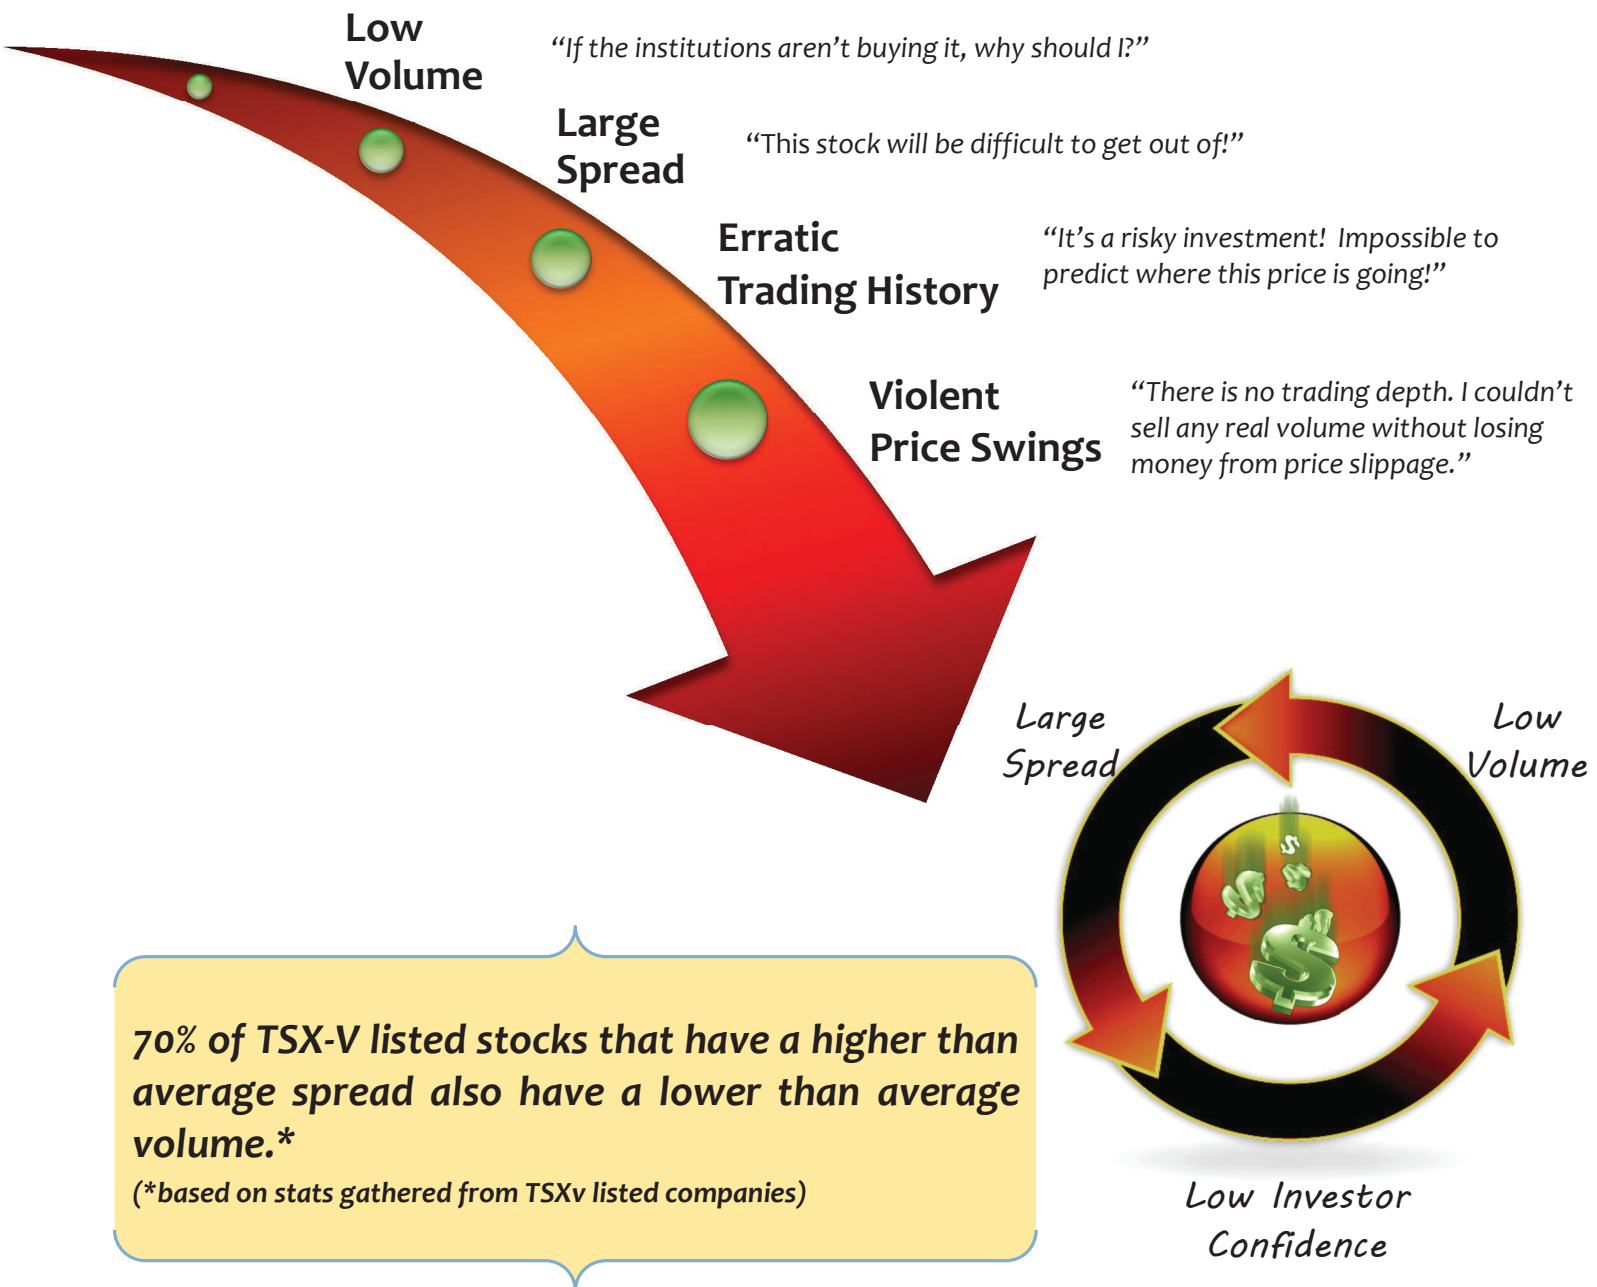 Low
Volume
“If the institutions aren’t buying it, why should I?”
Large
Spread
“This stock will be difficult to get out of!”
Erratic
Trading History
“It’s a risky investment!  Impossible to
predict where this price is going!”
Violent
Price Swings
“There is no trading depth. I couldn’t
sell any real volume without losing
money from price slippage.”
Large
Spread
Low
Volume
$
$
70% of TSX-V listed stocks that have a higher than
average spread also have a lower than average
volume.*
(*based on stats gathered from TSXv listed companies)
Low Investor
Confidence